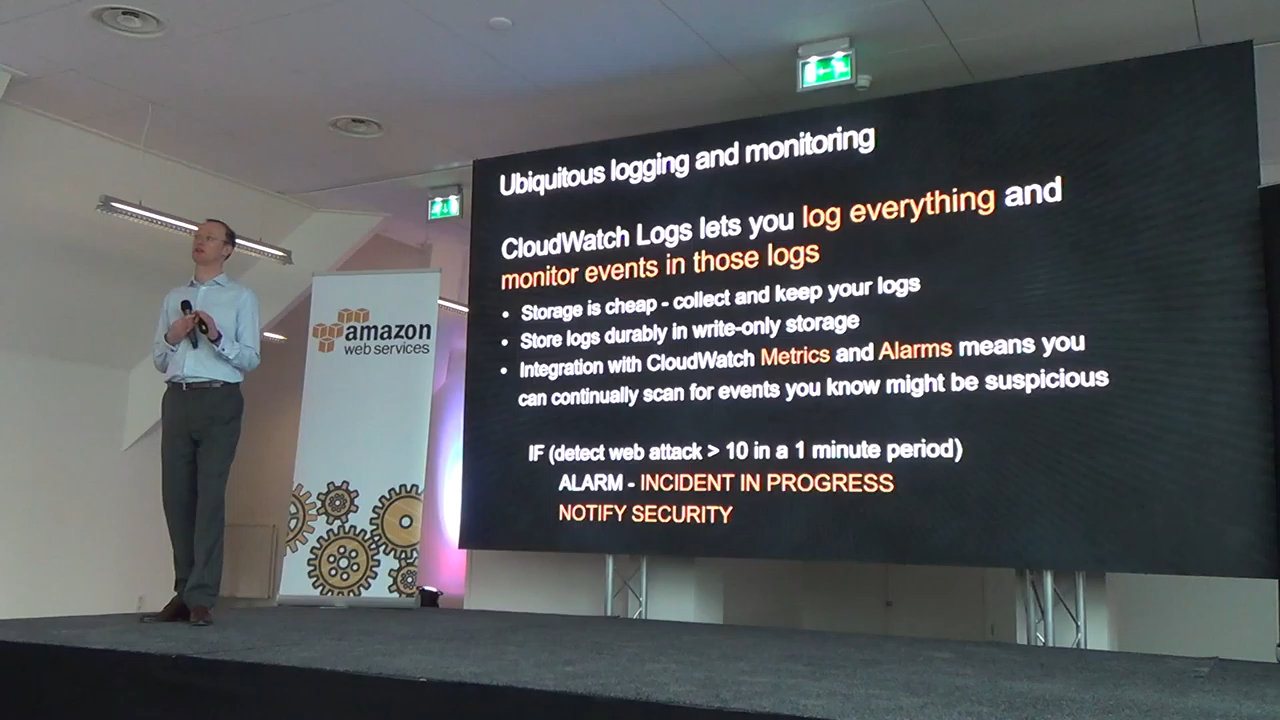 Ubiquitous logging and monitoring
CloudWatch Logs lets you log everything and
monitor events in those logs
• Storage is cheap - collect and keep your logs
• Store logs durably in write-only storage
• Integration with CloudWatch Metrics and Alarms means you
can continually scan for events you know might be suspicious
IF (detect web attack > 10 in a 1 minute period)
ALARM - INCIDENT IN PROGRESS
NOTIFY SECURITY
amazon
web services